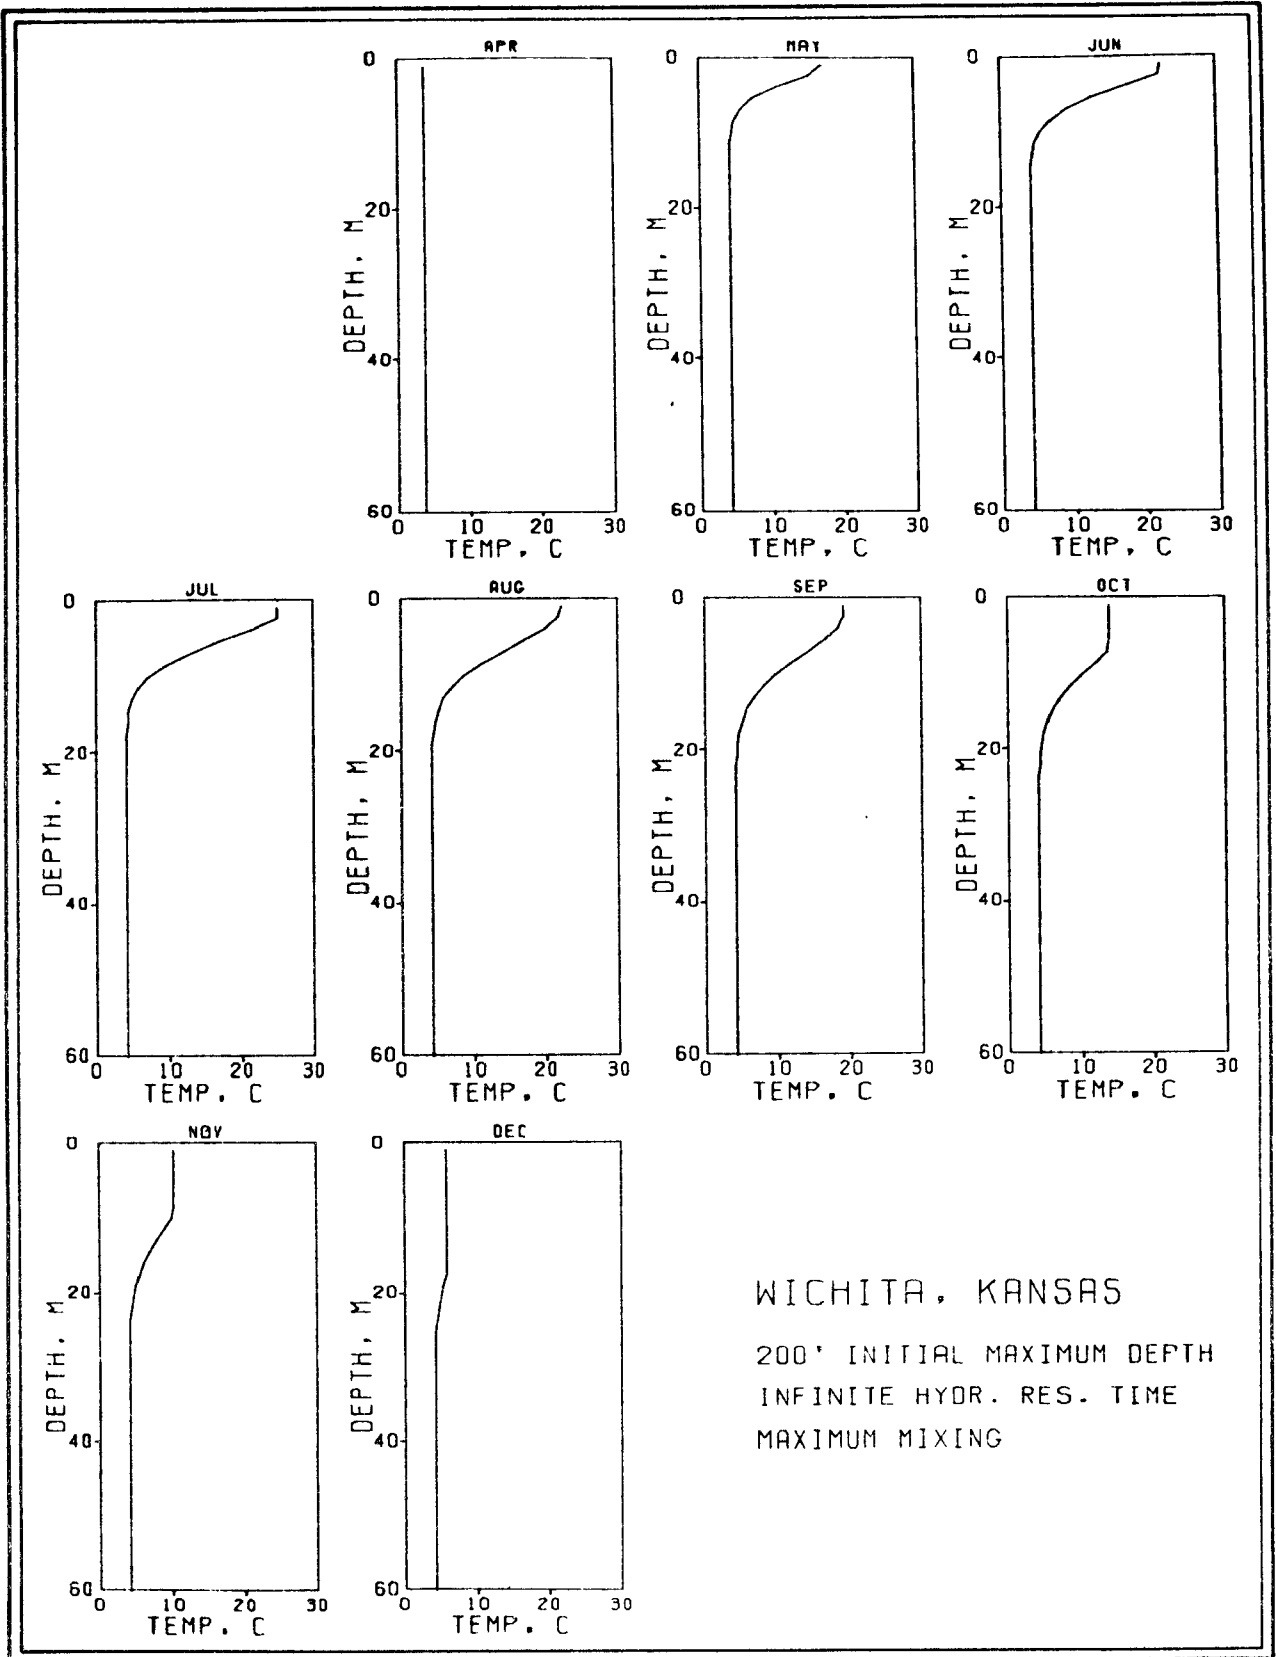 APR
0
20
40
60
DEPTH, M
0 10 20 30
TEMP, C
MAY
0
20
40
60
DEPTH, M
0 10 20 30
TEMP, C
JUN
0
20
40
60
DEPTH, M
0 10 20 30
TEMP, C
JUL
0
20
40
60
DEPTH, M
0 10 20 30
TEMP, C
AUG
0
20
40
60
DEPTH, M
0 10 20 30
TEMP, C
SEP
0
20
40
60
DEPTH, M
0 10 20 30
TEMP, C
OCT
0
20
40
60
DEPTH, M
0 10 20 30
TEMP, C
NOV
0
20
40
60
DEPTH, M
0 10 20 30
TEMP, C
DEC
0
20
40
60
DEPTH, M
0 10 20 30
TEMP, C
WICHITA, KANSAS
200' INITIAL MAXIMUM DEPTH
INFINITE HYDR. RES. TIME
MAXIMUM MIXING